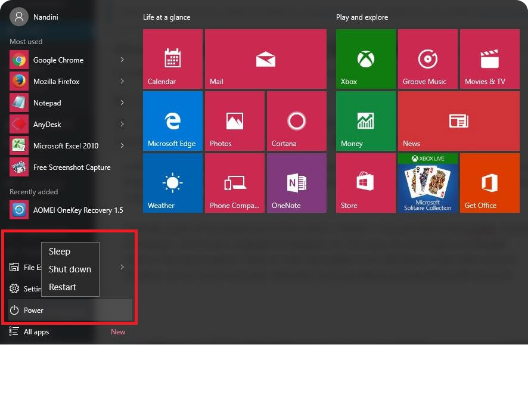 Nandini
Most used
Google Chrome
Mozilla Firefox
Notepad
AnyDesk
Microsoft Excel 2010
Free Screenshot Capture
Recently added
AOMEI OneKey Recovery 1.5
Sleep
Shut down
Restart
File E
Settin
Power
All apps New
Life at a glance
Calendar
Mail
Microsoft Edge
Photos
Cortana
Weather
Phone Compa...
OneNote
Play and explore
Xbox
Groove Music
Movies & TV
Money
News
Store
XBOX LIVE
Microsoft
Solitaire Collection
Get Office